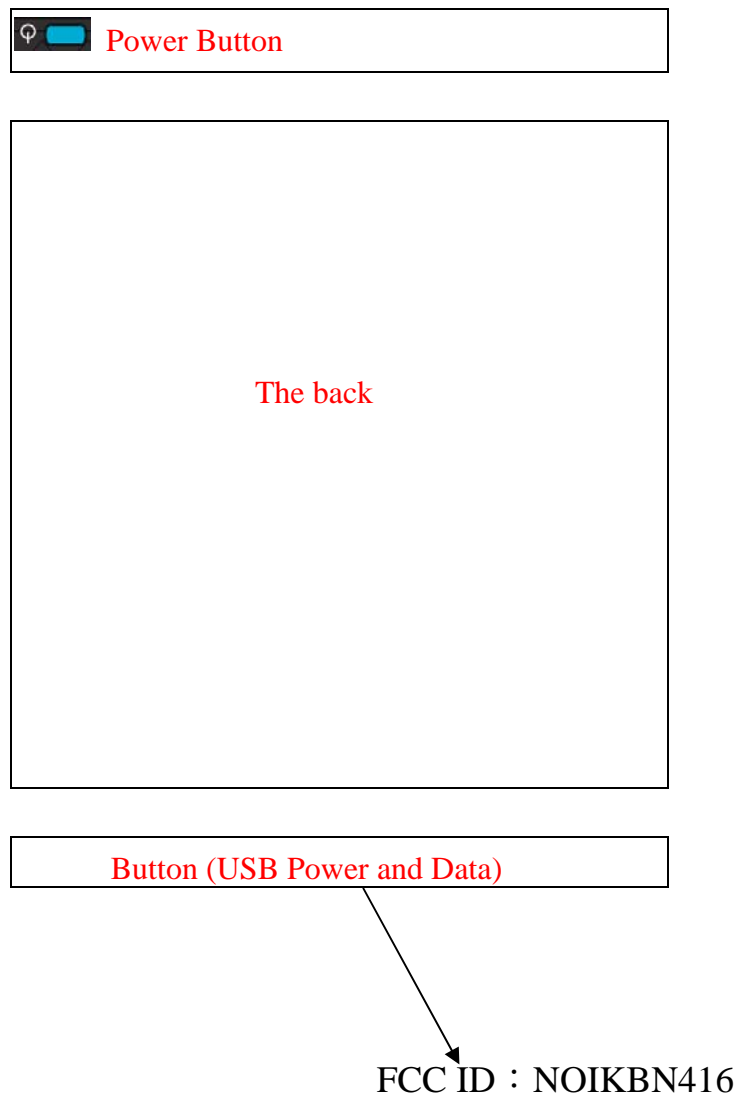 Power Button
The back
Button (USB Power and Data)
FCC ID：NOIKBN416